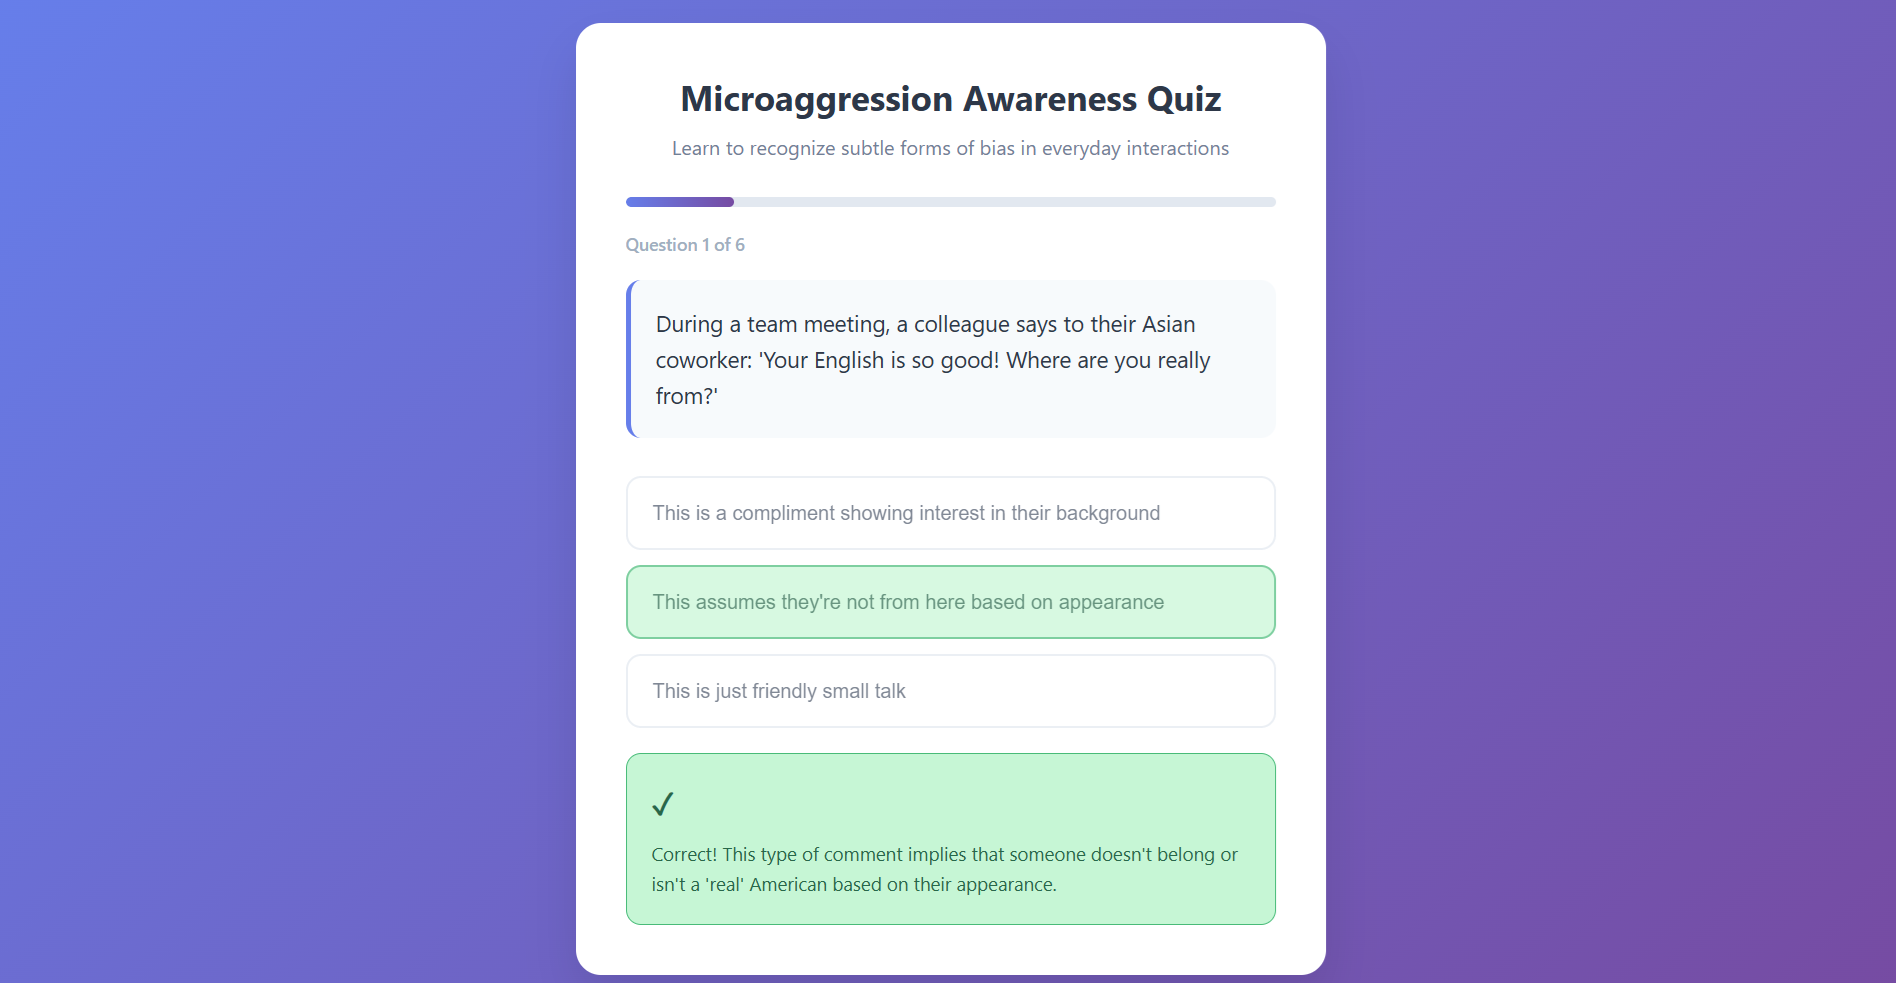 Microaggression Awareness Quiz
Learn to recognize subtle forms of bias in everyday interactions
Question 1 of 6
During a team meeting, a colleague says to their Asian
coworker: 'Your English is so good! Where are you really
from?'
This is a compliment showing interest in their background
This assumes they're not from here based on appearance
This is just friendly small talk
✓
Correct! This type of comment implies that someone doesn't belong or
isn't a 'real' American based on their appearance.